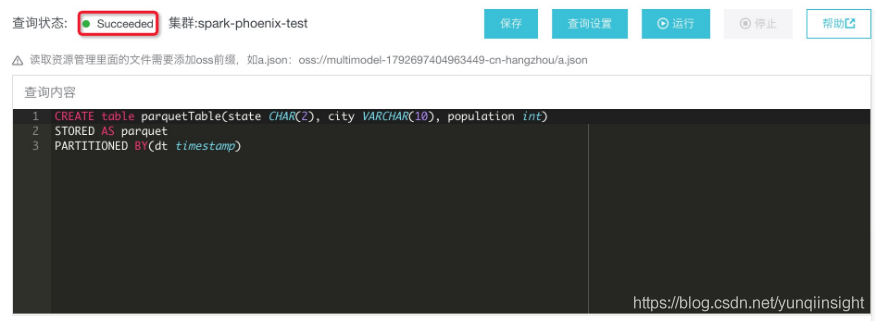 查询状态: Succeeded 集群:spark-phoenix-test 保存 查询设置 运行 停止 帮助
读取资源管理里面的文件需要添加oss前缀，如a.json：oss://multimodel-1792697404963449-cn-hangzhou/a.json
查询内容
1 CREATE table parquetTable(state CHAR(2), city VARCHAR(10), population int)
2 STORED AS parquet
3 PARTITIONED BY(dt timestamp)
https://blog.csdn.net/yunqiinsight